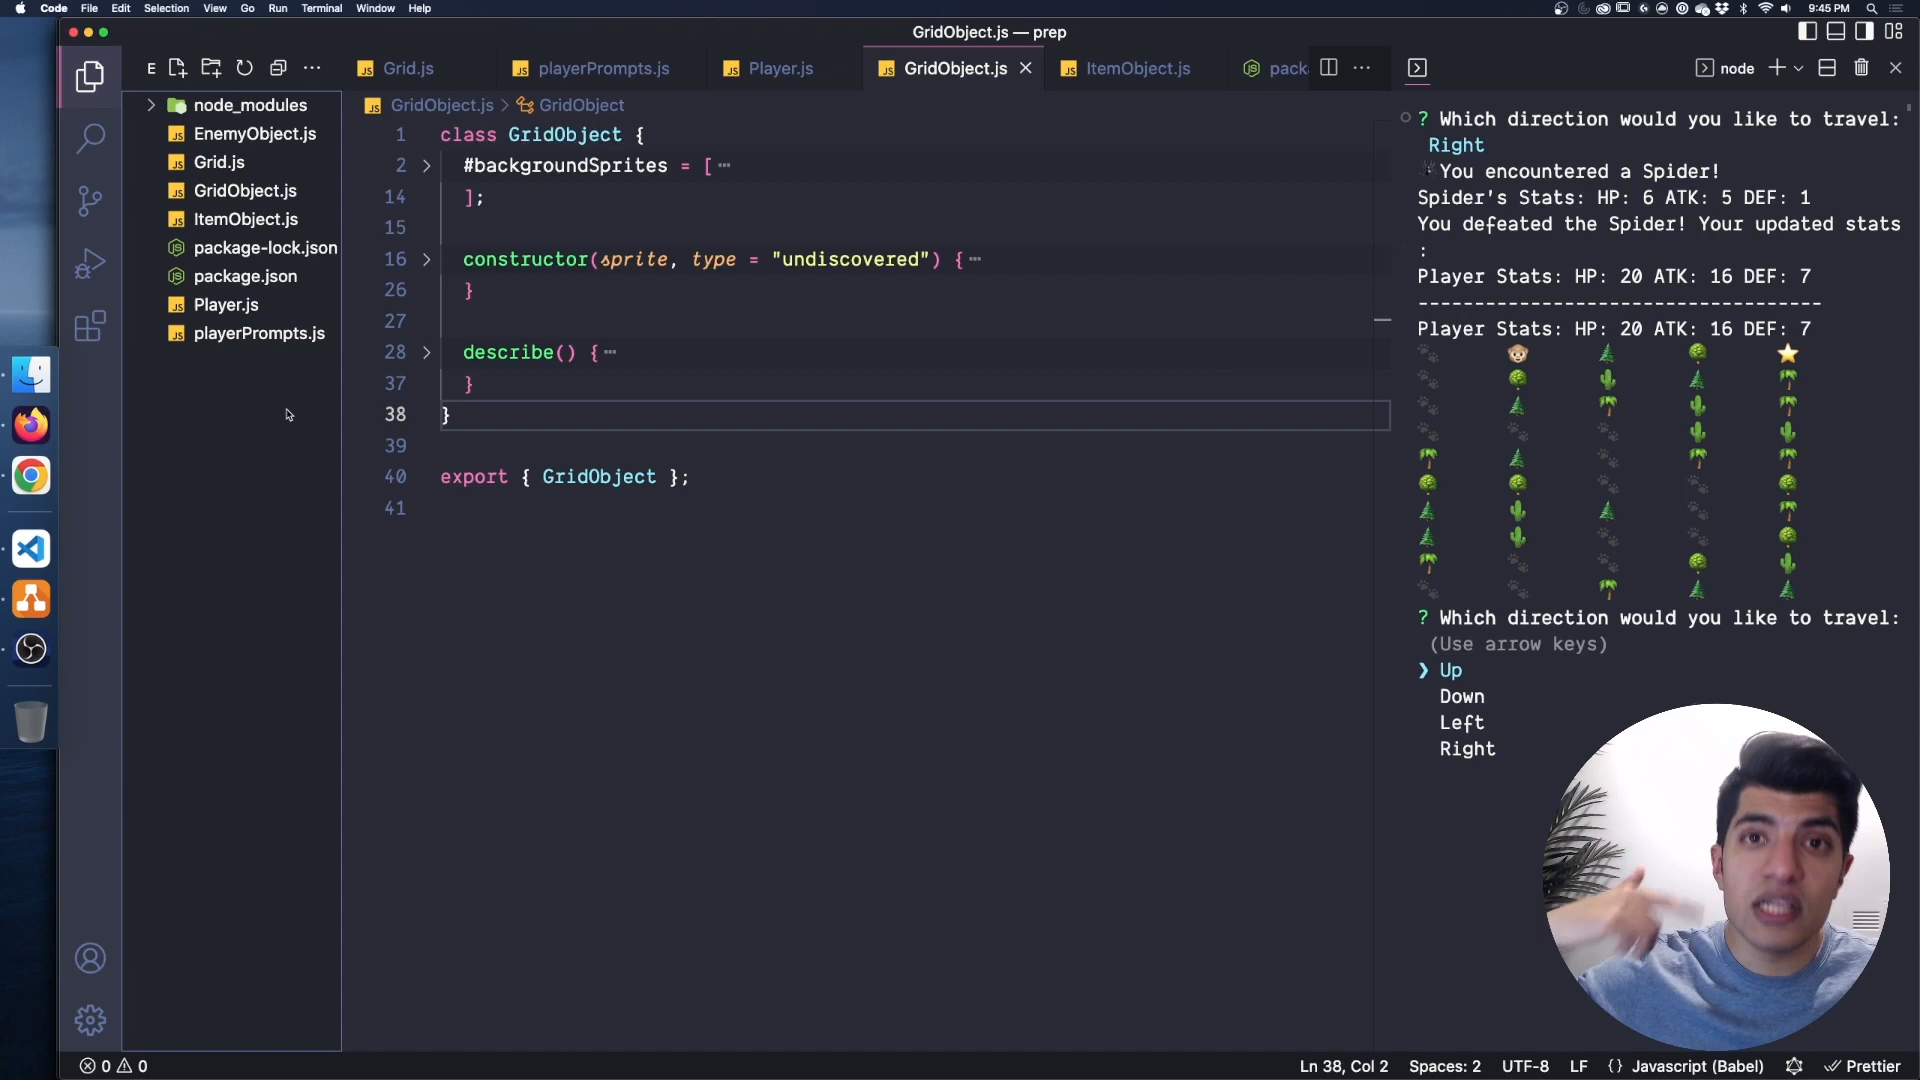 Code File Edit Selection View Go Run Terminal Window Help
9:45 PM
GridObject.js — prep
E
Grid.js
playerPrompts.js
Player.js
GridObject.js
ItemObject.js
packa
node
node_modules
EnemyObject.js
Grid.js
GridObject.js
ItemObject.js
package-lock.json
package.json
Player.js
playerPrompts.js
GridObject.js > GridObject
1 class GridObject {
2 #backgroundSprites = [ ⋯
14 ];
15
16 constructor(sprite, type = "undiscovered") { ⋯
26 }
27
28 describe() { ⋯
37 }
38 }
39
40 export { GridObject };
41
? Which direction would you like to travel:
Right
You encountered a Spider!
Spider's Stats: HP: 6 ATK: 5 DEF: 1
You defeated the Spider! Your updated stats
:
Player Stats: HP: 20 ATK: 16 DEF: 7
------------------------------------
Player Stats: HP: 20 ATK: 16 DEF: 7
? Which direction would you like to travel:
(Use arrow keys)
❯ Up
Down
Left
Right
0 0
Ln 38, Col 2 Spaces: 2 UTF-8 LF {} Javascript (Babel) Prettier